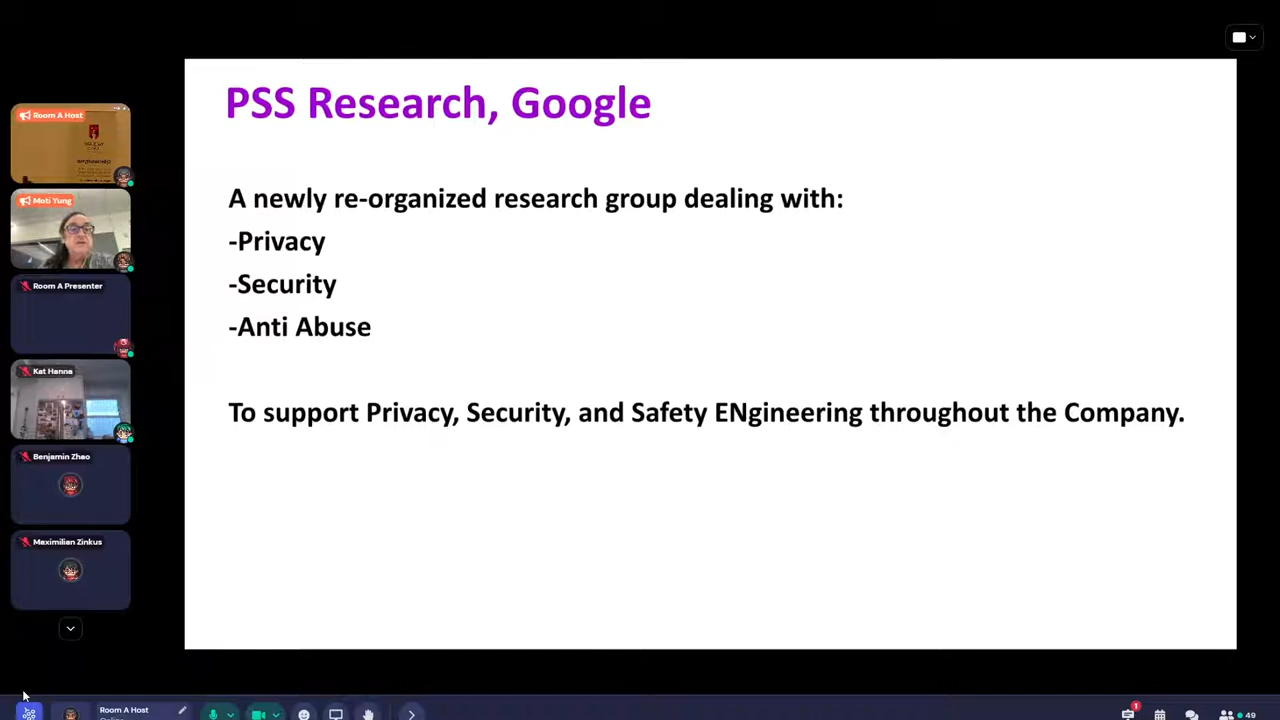 Room A Host
Moti Yung
Room A Presenter
Kat Hanna
Benjamin Zhao
Maximilian Zinkus
PSS Research, Google
A newly re-organized research group dealing with:
-Privacy
-Security
-Anti Abuse
To support Privacy, Security, and Safety ENgineering throughout the Company.
Room A Host
Online
1
49